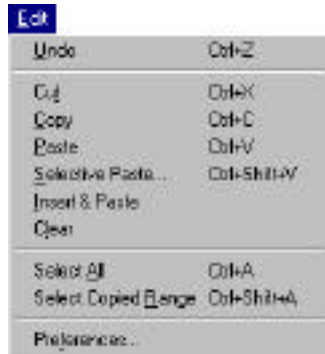 Edit
Undo Ctrl+Z
Cut Ctrl+X
Copy Ctrl+C
Paste Ctrl+V
Selective Paste... Ctrl+Shift+V
Insert & Paste
Clear
Select All Ctrl+A
Select Copied Range Ctrl+Shift+A
Preferences...